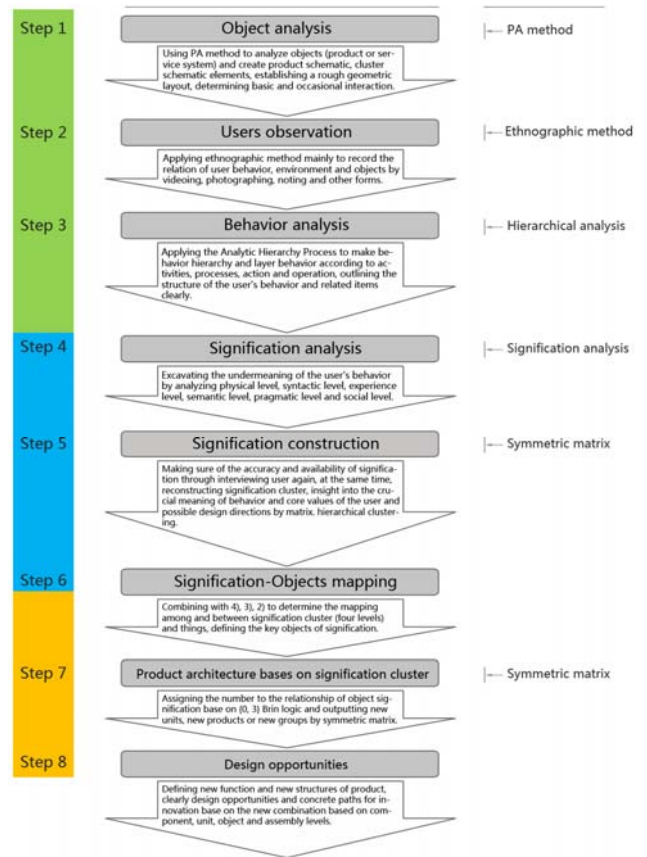 Step 1
Object analysis
PA method
Using PA method to analyze objects (product or ser-
vice system) and create product schematic, cluster
schematic elements, establishing a rough geometric
layout, determining basic and occasional interaction.
Step 2
Users observation
Ethnographic method
Applying ethnographic method mainly to record the
relation of user behavior, environment and objects by
videoing, photographing, noting and other forms.
Step 3
Behavior analysis
Hierarchical analysis
Applying the Analytic Hierarchy Process to make be-
havior hierarchy and layer behavior according to ac-
tivities, processes, action and operation, outlining the
structure of the user's behavior and related items
clearly.
Step 4
Signification analysis
Signification analysis
Excavating the undermeaning of the user's behavior
by analyzing physical level, syntactic level, experience
level, semantic level, pragmatic level and social level.
Step 5
Signification construction
Symmetric matrix
Making sure of the accuracy and availability of significa-
tion through interviewing user again, at the same time,
reconstructing signification cluster, insight into the cru-
cial meaning of behavior and core values of the user and
possible design directions by matrix. hierarchical cluster-
ing.
Step 6
Signification-Objects mapping
Combining with 4), 3), 2) to determine the mapping
among and between signification cluster (four levels)
and things, defining the key objects of signification.
Step 7
Product architecture bases on signification cluster
Symmetric matrix
Assigning the number to the relationship of object sig-
nification base on (0, 3) Brin logic and outputting new
units, new products or new groups by symmetric matrix.
Step 8
Design opportunities
Defining new function and new structures of product,
clearly design opportunities and concrete paths for in-
novation base on the new combination based on com-
ponent, unit, object and assembly levels.